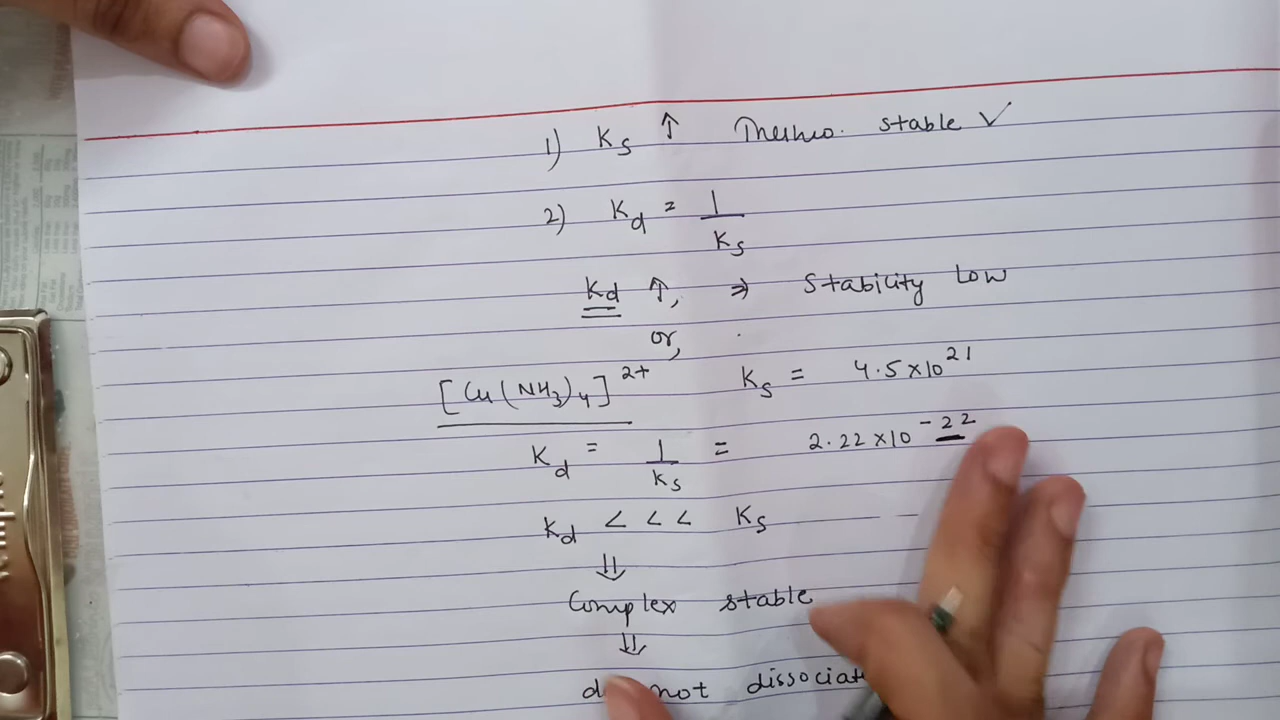 1) Ks ↑ Thermo. stable ✓
2) Kd = 1/Ks
Kd ↑, ⇒ Stability Low
or,
[Cu(NH3)4]2+ Ks = 4.5×10^21
Kd = 1/Ks = 2.22×10^-22
Kd < < < Ks
⇓
Complex stable
⇓
not